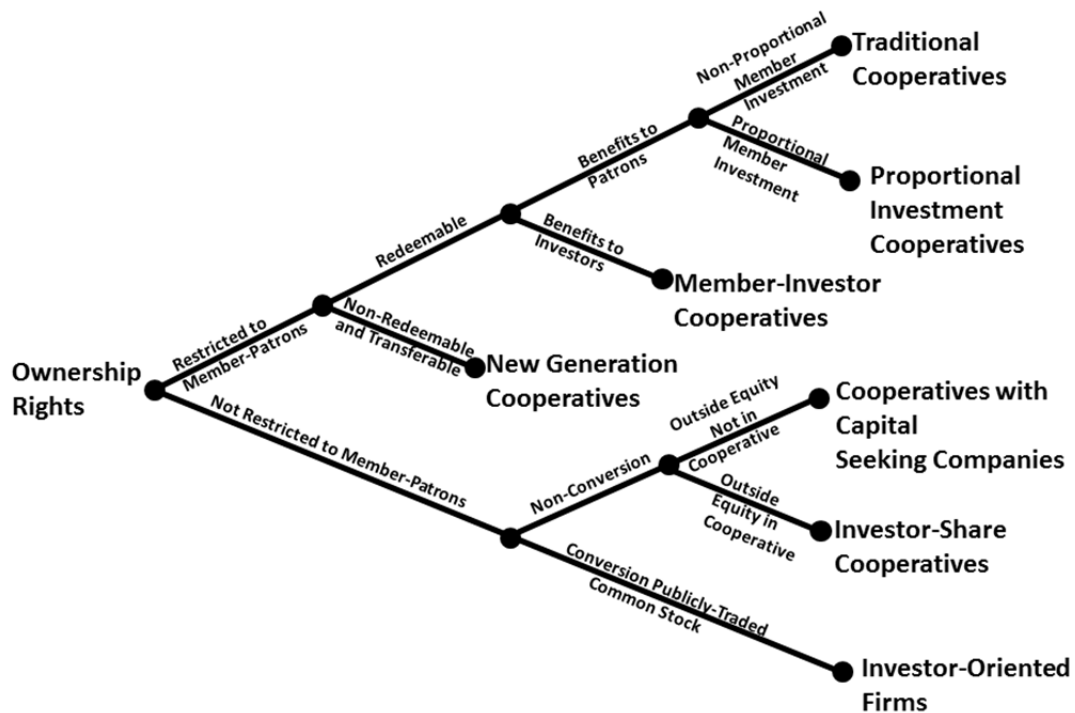 Non-Proportional
Member
Investment
Traditional
Cooperatives
Benefits to
Patrons
Proportional
Member
Investment
Proportional
Investment
Cooperatives
Redeemable
Benefits to
Investors
Member-Investor
Cooperatives
Restricted to
Member-Patrons
Non-Redeemable
and Transferable
New Generation
Cooperatives
Ownership
Rights
Not Restricted to Member-Patrons
Outside Equity
Not in
Cooperative
Cooperatives with
Capital
Seeking Companies
Non-Conversion
Outside
Equity in
Cooperative
Investor-Share
Cooperatives
Conversion Publicly-Traded
Common Stock
Investor-Oriented
Firms